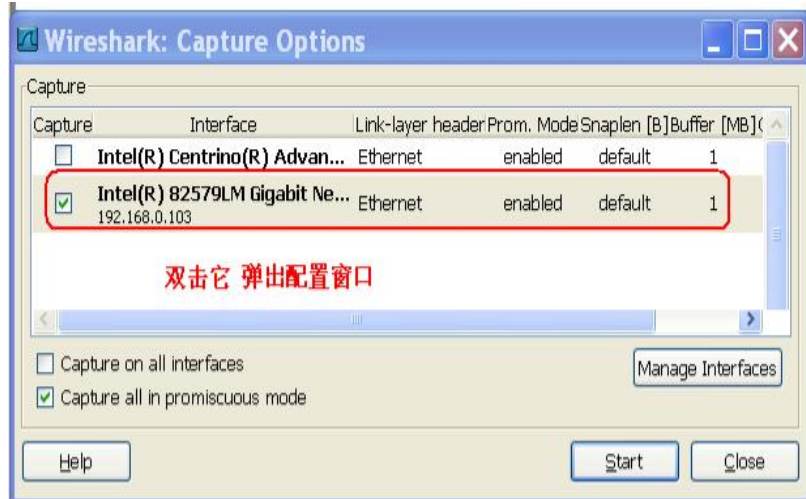 Wireshark: Capture Options
Capture
Capture Interface Link-layer header Prom. Mode Snaplen [B] Buffer [MB]
Intel(R) Centrino(R) Advan... Ethernet enabled default 1
Intel(R) 82579LM Gigabit Ne... Ethernet enabled default 1
192.168.0.103
双击它 弹出配置窗口
Capture on all interfaces
Manage Interfaces
Capture all in promiscuous mode
Help Start Close